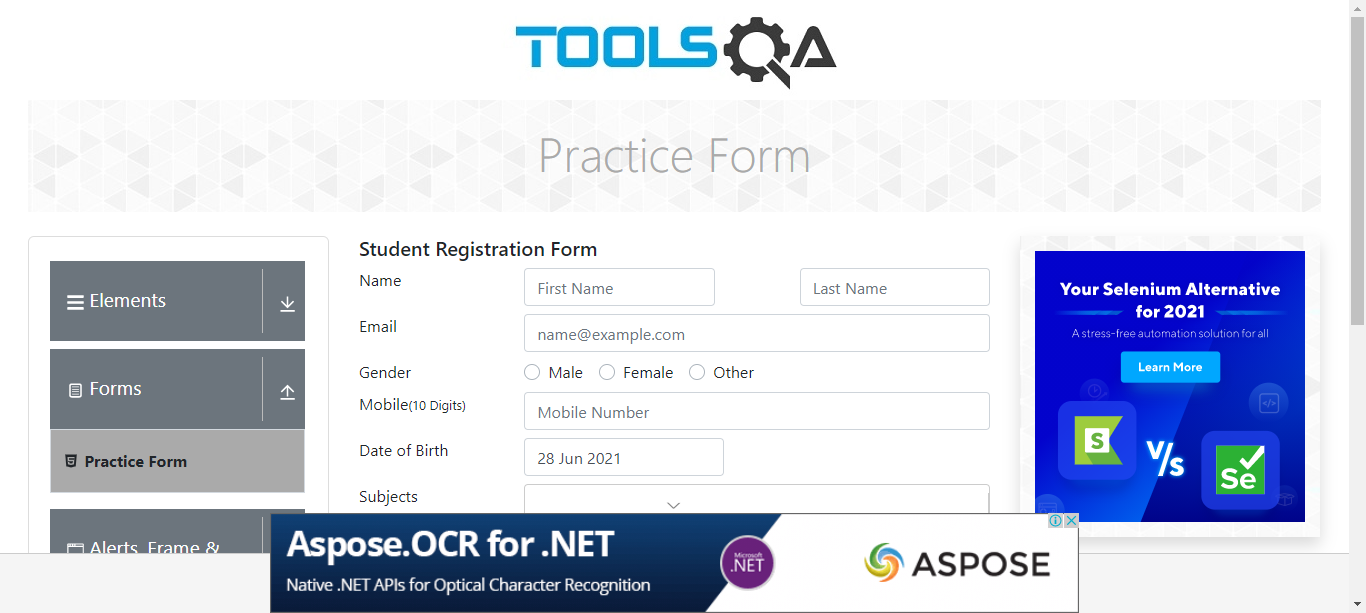 TOOLSQA
Practice Form
Elements
Forms
Practice Form
Alerts, Frame &
Student Registration Form
Name
First Name
Last Name
Email
name@example.com
Gender
Male
Female
Other
Mobile(10 Digits)
Mobile Number
Date of Birth
28 Jun 2021
Subjects
Your Selenium Alternative
for 2021
A stress-free automation solution for all
Learn More
S
V/s
Se
Aspose.OCR for .NET
Native .NET APIs for Optical Character Recognition
Microsoft
.NET
ASPOSE